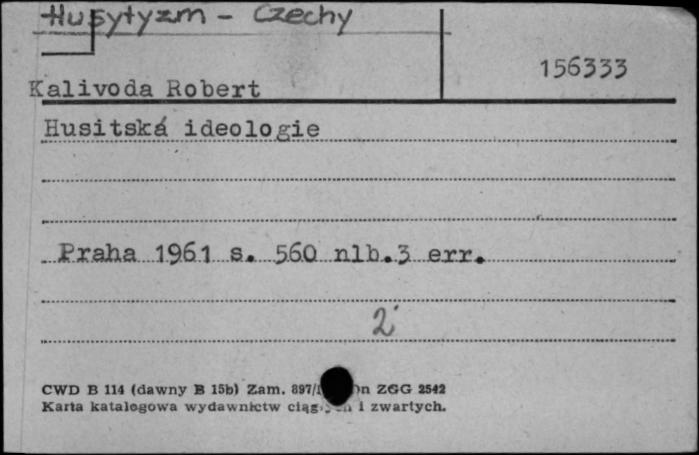 Husytyzm - Czechy
156333
Kalivoda Robert
Husitská ideologie
Praha 1961 s. 560 nlb.3 err.
2
CWD B 114 (dawny B 15b) Zam. 897/ ZGG 2542
Karta katalogowa wydawnictw i zwartych.